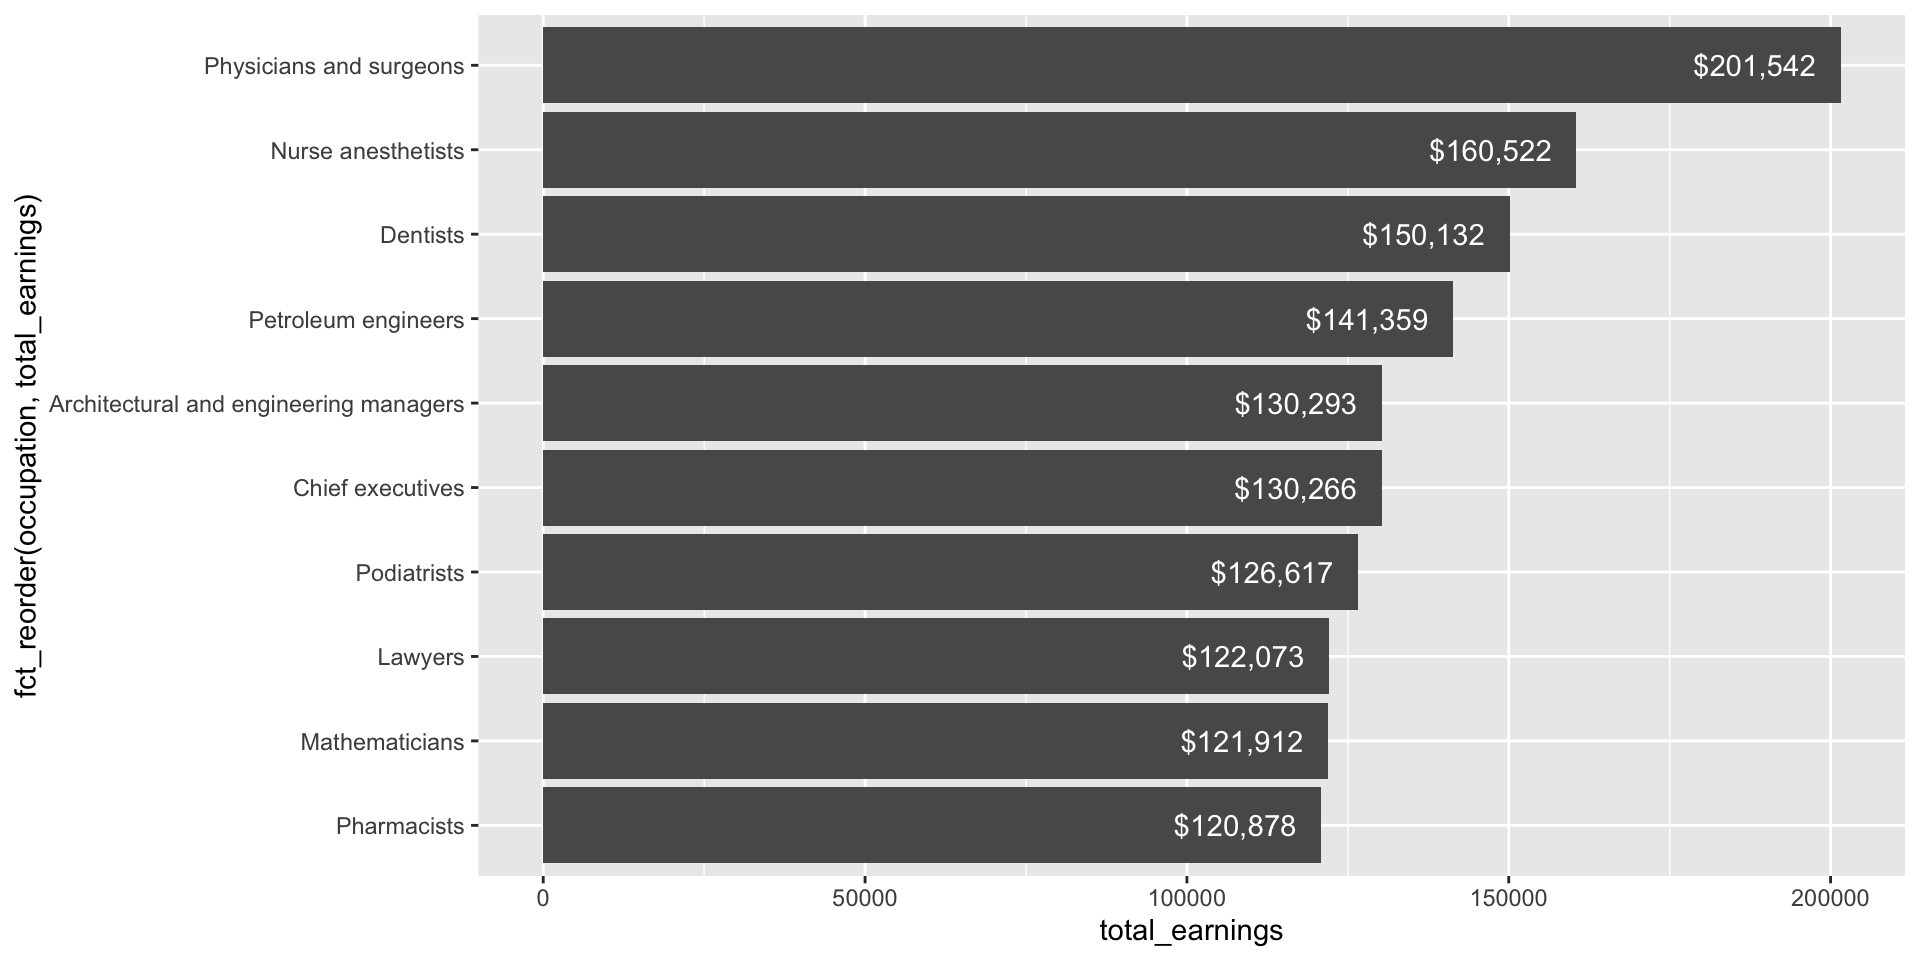 fct_reorder(occupation, total_earnings)
Physicians and surgeons $201,542
Nurse anesthetists $160,522
Dentists $150,132
Petroleum engineers $141,359
Architectural and engineering managers $130,293
Chief executives $130,266
Podiatrists $126,617
Lawyers $122,073
Mathematicians $121,912
Pharmacists $120,878
0 50000 100000 150000 200000
total_earnings